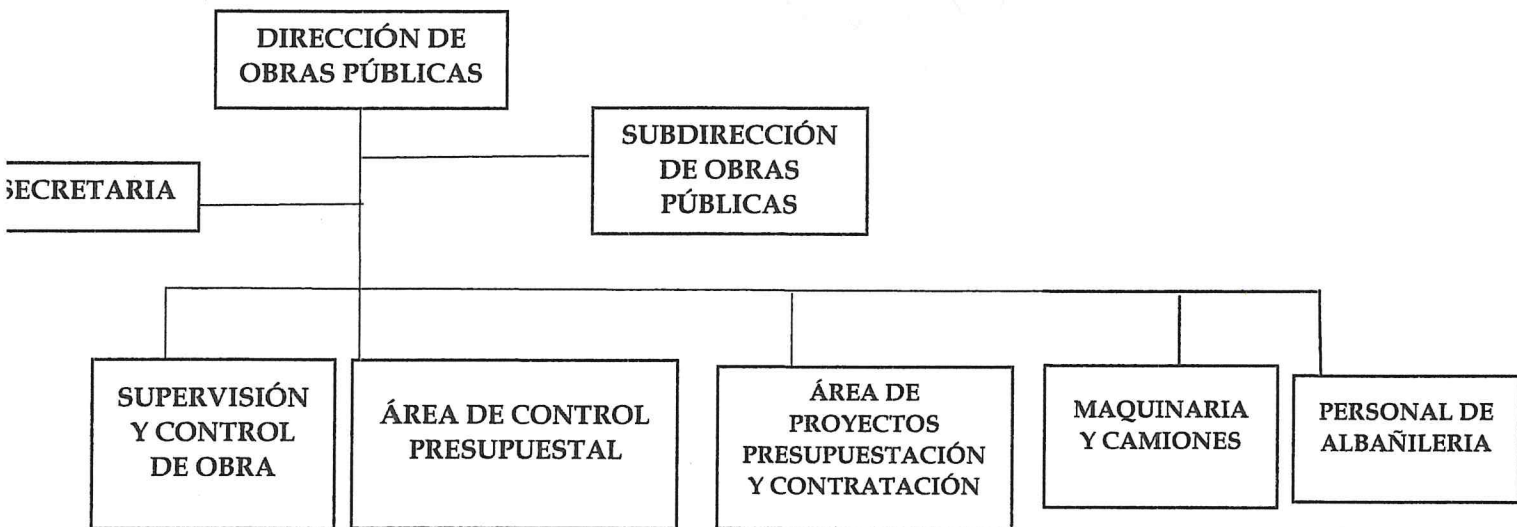 DIRECCIÓN DE
OBRAS PÚBLICAS
SUBDIRECCIÓN
DE OBRAS
PÚBLICAS
SECRETARIA
SUPERVISIÓN
Y CONTROL
DE OBRA
ÁREA DE CONTROL
PRESUPUESTAL
ÁREA DE
PROYECTOS
PRESUPUESTACIÓN
Y CONTRATACIÓN
MAQUINARIA
Y CAMIONES
PERSONAL DE
ALBAÑILERIA